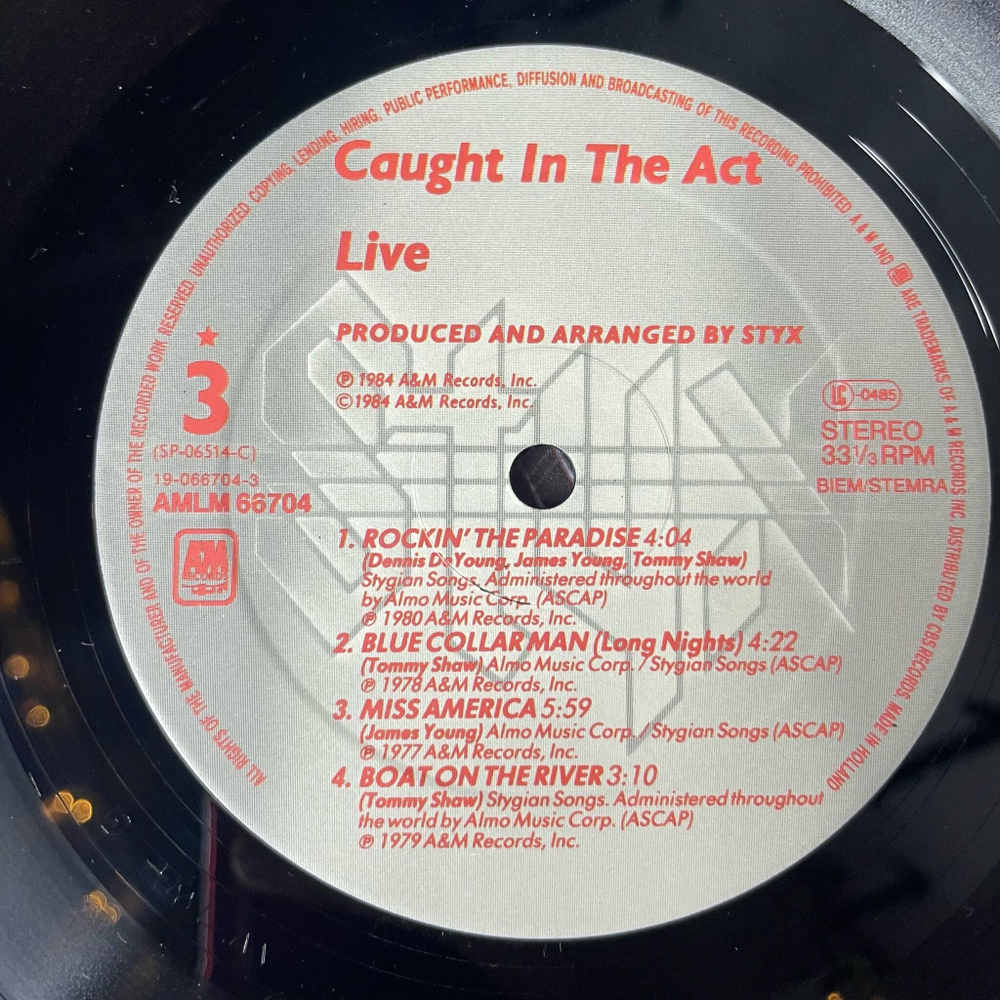 ALL RIGHTS OF THE MANUFACTURER AND OF THE OWNER OF THE RECORDED WORK RESERVED. UNAUTHORIZED COPYING, LENDING, HIRING, PUBLIC PERFORMANCE, DIFFUSION AND BROADCASTING OF THIS RECORDING PROHIBITED. A & M AND A&M ARE TRADEMARKS OF A & M RECORDS INC. DISTRIBUTED BY CBS RECORDS. MADE IN HOLLAND
Caught In The Act
Live
PRODUCED AND ARRANGED BY STYX
℗ 1984 A&M Records, Inc.
©1984 A&M Records, Inc.
★
3
(SP-06514-C)
19-066704-3
AMLM 66704
A&M
RECORDS
LC-0485
STEREO
33 1/3 RPM
BIEM/STEMRA
Styx
1. ROCKIN' THE PARADISE 4:04
(Dennis DeYoung, James Young, Tommy Shaw)
Stygian Songs. Administered throughout the world
by Almo Music Corp. (ASCAP)
℗ 1980 A&M Records, Inc.
2. BLUE COLLAR MAN (Long Nights) 4:22
(Tommy Shaw) Almo Music Corp. / Stygian Songs (ASCAP)
℗ 1978 A&M Records, Inc.
3. MISS AMERICA 5:59
(James Young) Almo Music Corp. / Stygian Songs (ASCAP)
℗ 1977 A&M Records, Inc.
4. BOAT ON THE RIVER 3:10
(Tommy Shaw) Stygian Songs. Administered throughout
the world by Almo Music Corp. (ASCAP)
℗ 1979 A&M Records, Inc.